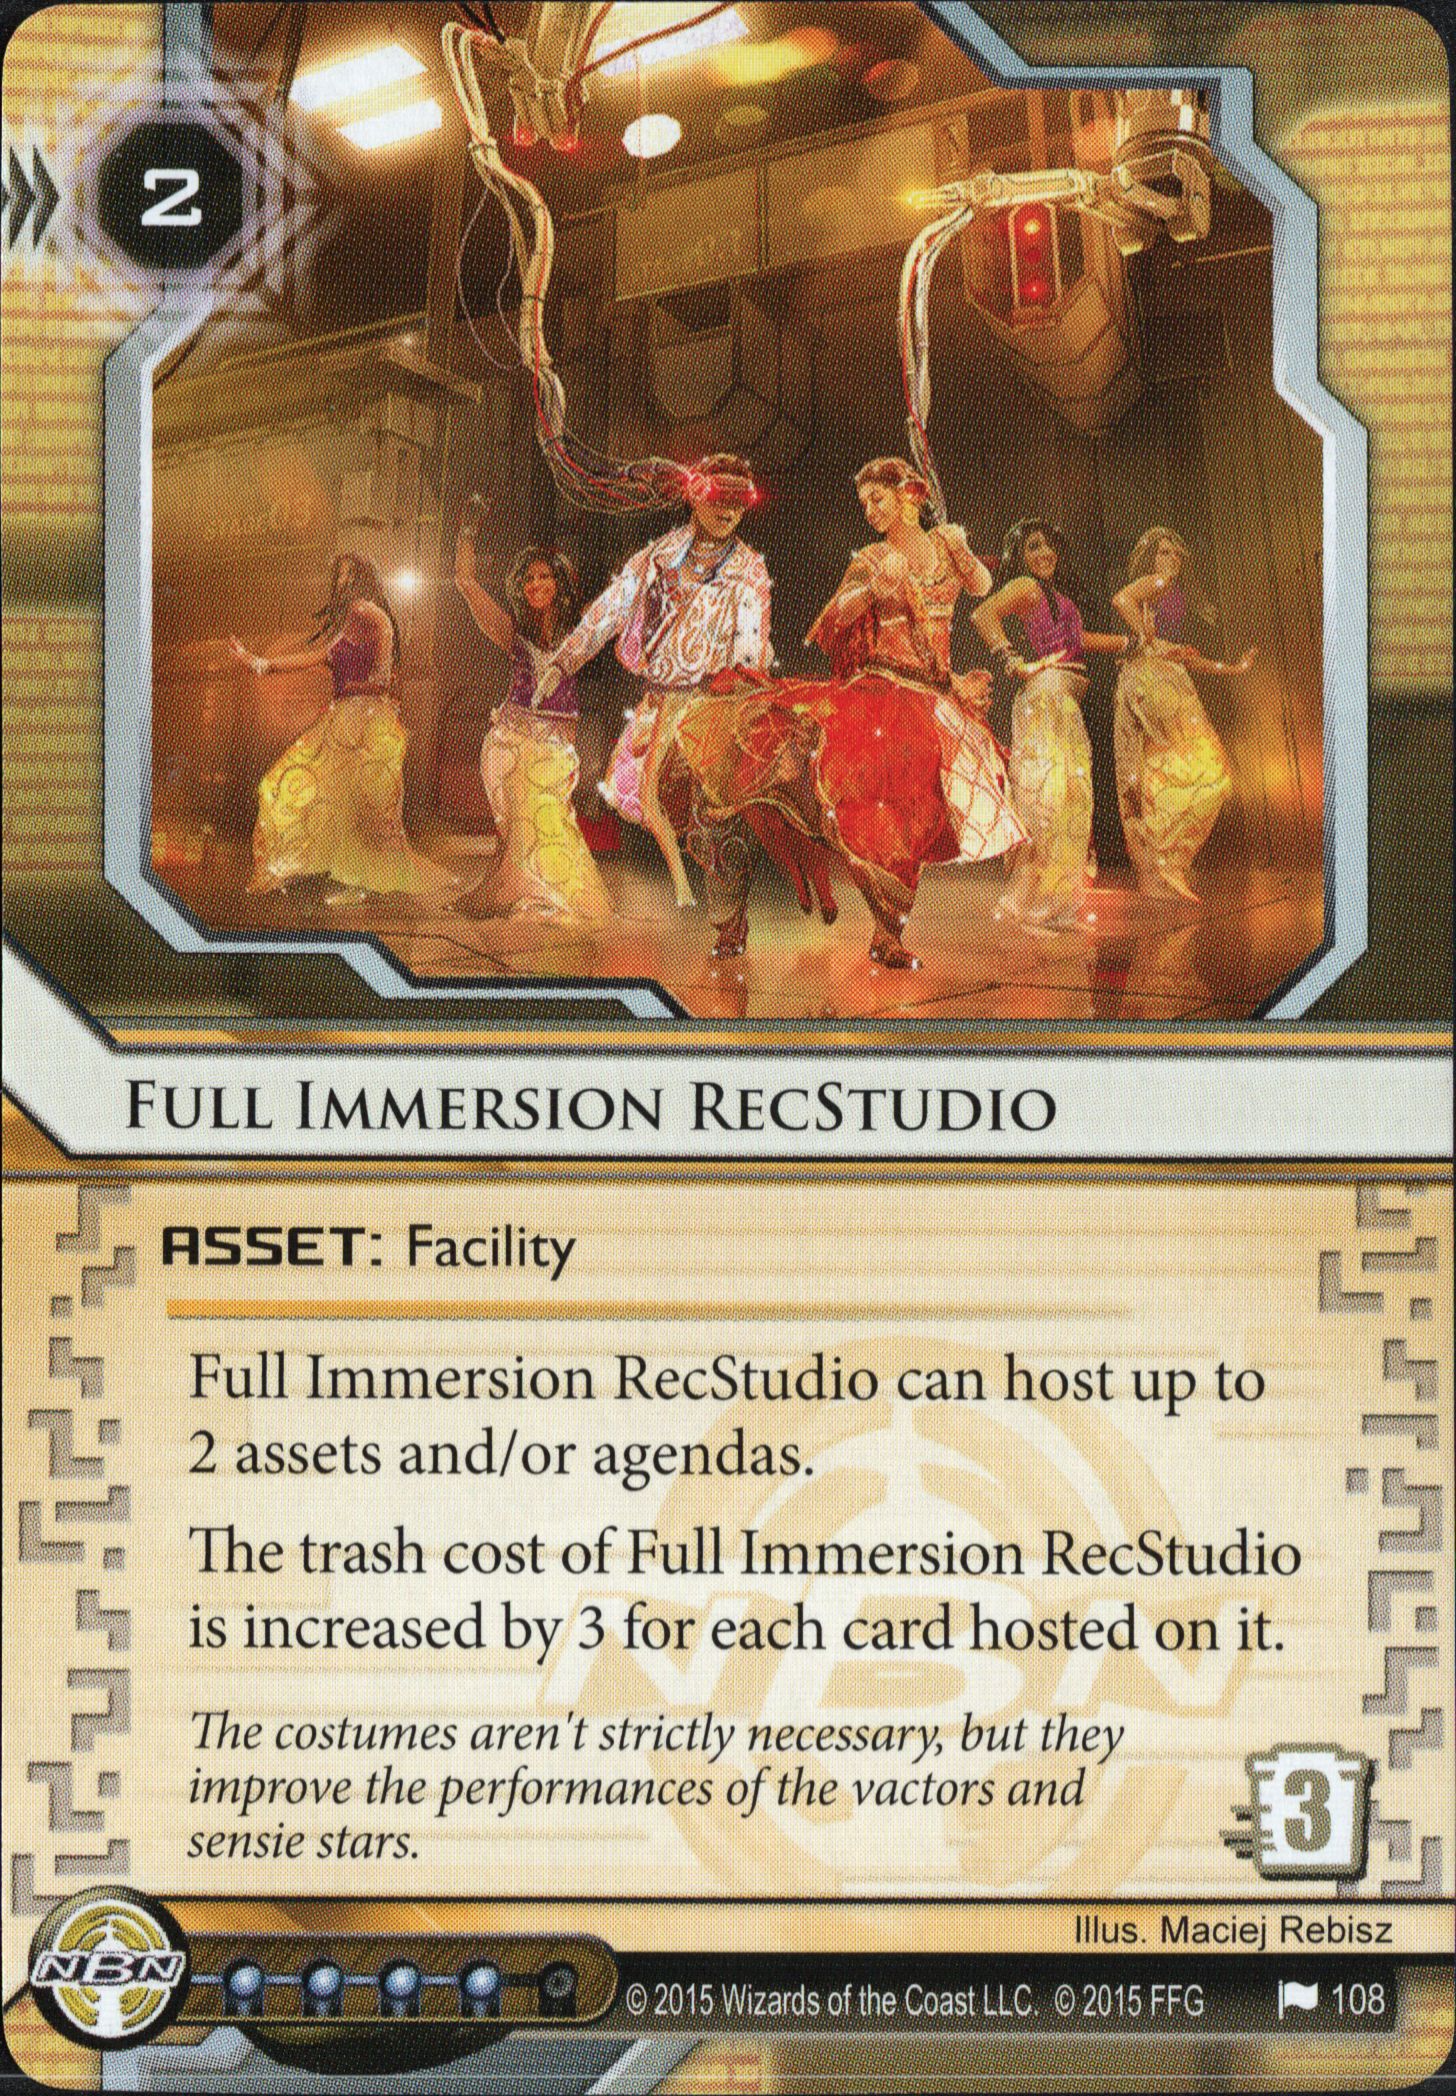 2
FULL IMMERSION RECSTUDIO
ASSET: Facility
Full Immersion RecStudio can host up to
2 assets and/or agendas.
The trash cost of Full Immersion RecStudio
is increased by 3 for each card hosted on it.
The costumes aren't strictly necessary, but they
improve the performances of the vactors and
sensie stars.
3
NBN
Illus. Maciej Rebisz
NBN
© 2015 Wizards of the Coast LLC. © 2015 FFG
108